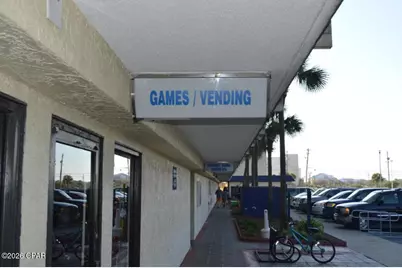 GAMES / VENDING
©2026 CPAR